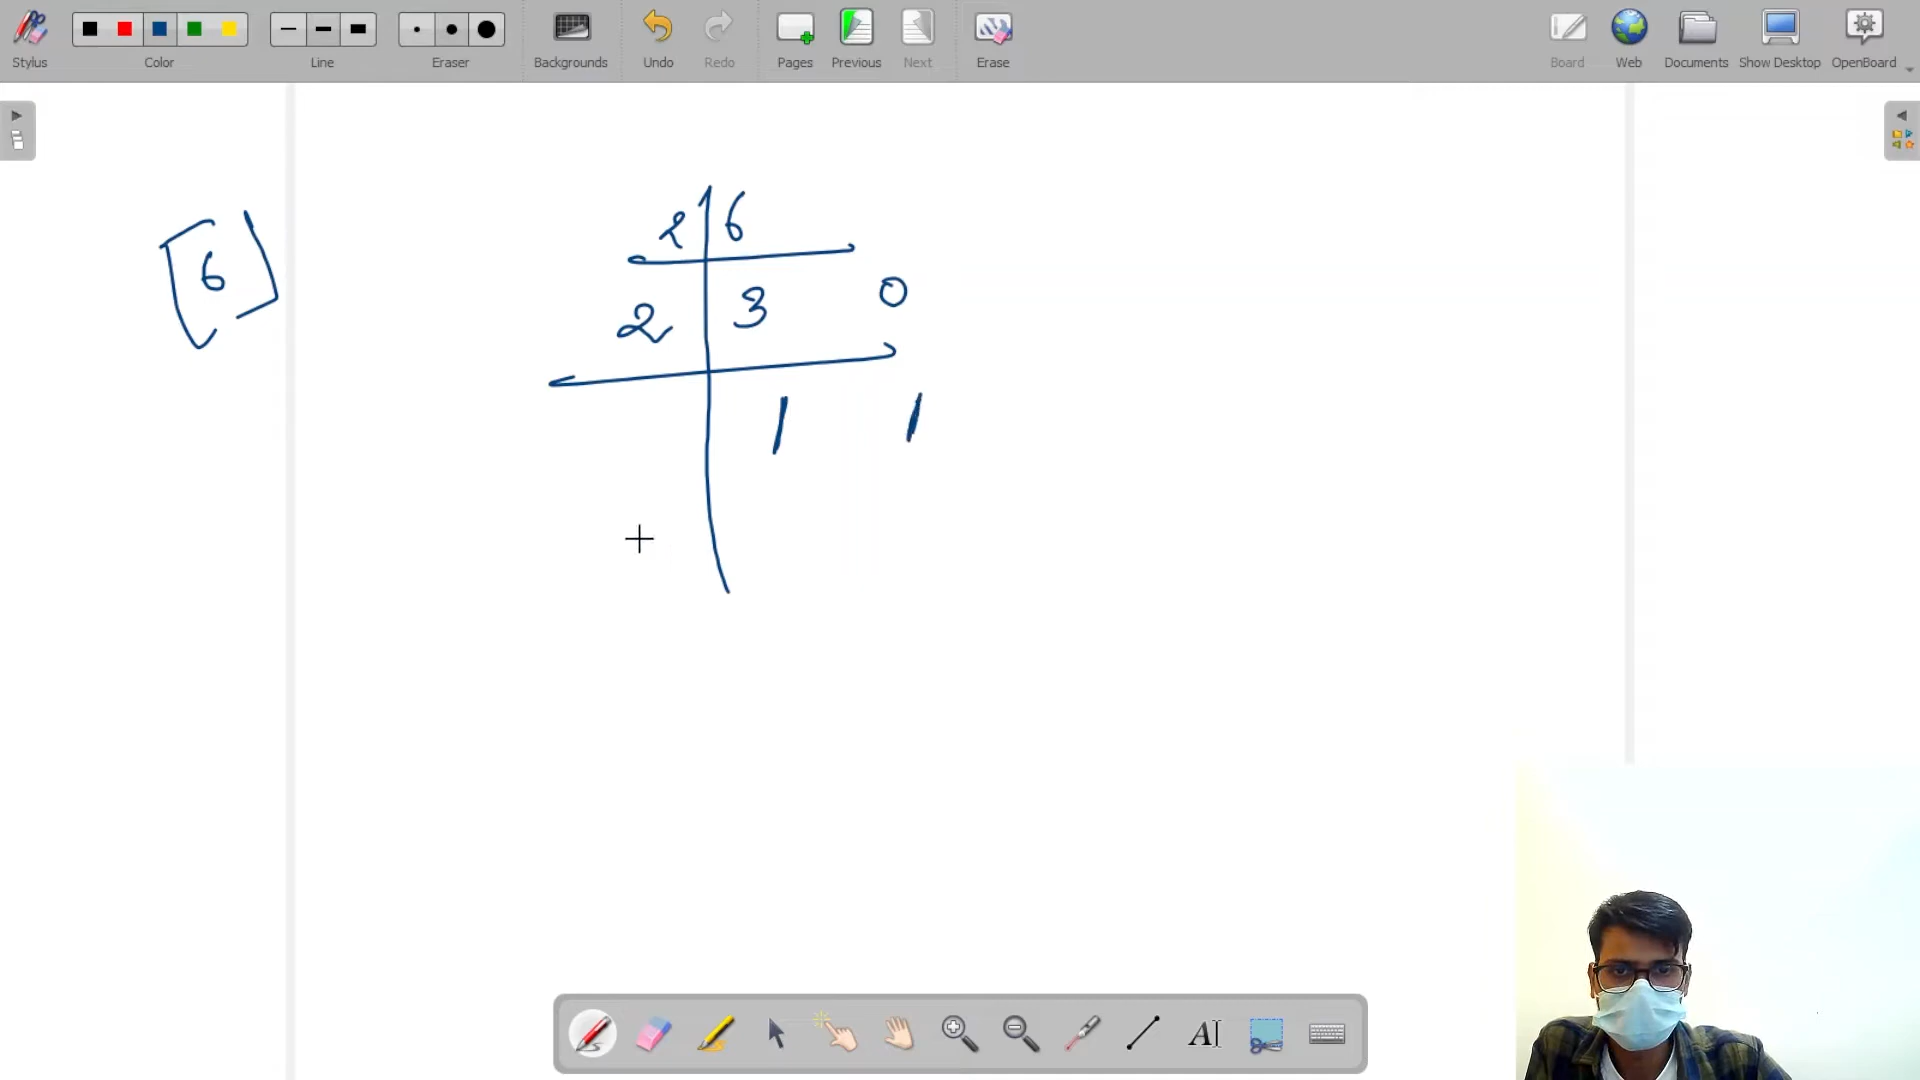 Stylus Color Line Eraser Backgrounds Undo Redo Pages Previous Next Erase Board Web Documents Show Desktop OpenBoard
6
2 6
2 3 0
1 1
AI